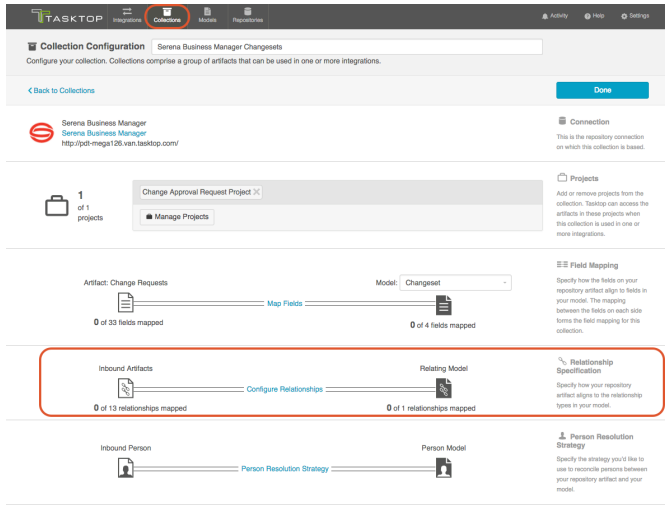 TASKTOP
Integrations
Collections
Models
Repositories
Activity
Help
Settings
Collection Configuration
Serena Business Manager Changesets
Configure your collection. Collections comprise a group of artifacts that can be used in one or more integrations.
Back to Collections
Done
Serena Business Manager
Serena Business Manager
http://pdt-mega126.van.tasktop.com/
Connection
This is the repository connection
on which this collection is based.
1
of 1
projects
Change Approval Request Project
Manage Projects
Projects
Add or remove projects from the
collection. Tasktop can access the
artifacts in these projects when
this collection is used in one or
more integrations.
Artifact: Change Requests
Map Fields
Model:
Changeset
0 of 33 fields mapped
0 of 4 fields mapped
Field Mapping
Specify how the fields on your
repository artifact align to fields in
your model. The mapping
between the fields on each side
forms the field mapping for this
collection.
Inbound Artifacts
Configure Relationships
Relating Model
0 of 13 relationships mapped
0 of 1 relationships mapped
Relationship
Specification
Specify how your repository
artifact aligns to the relationship
types in your model.
Inbound Person
Person Resolution Strategy
Person Model
Person Resolution
Strategy
Specify the strategy you'd like to
use to reconcile persons between
your repository artifact and your
model.